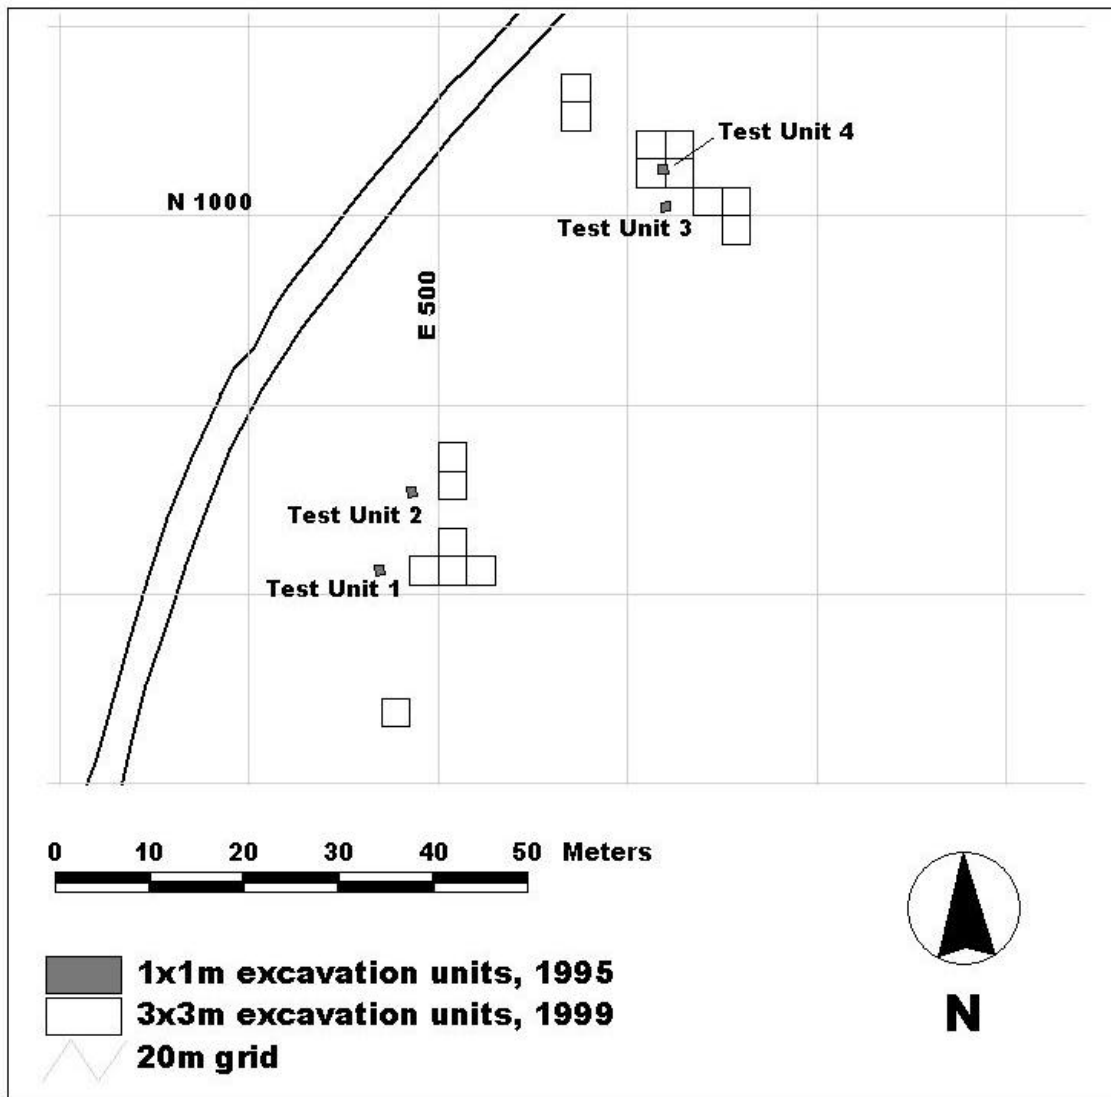 Test Unit 4
N 1000
Test Unit 3
E 500
Test Unit 2
Test Unit 1
0 10 20 30 40 50 Meters
1x1m excavation units, 1995
3x3m excavation units, 1999
N
20m grid